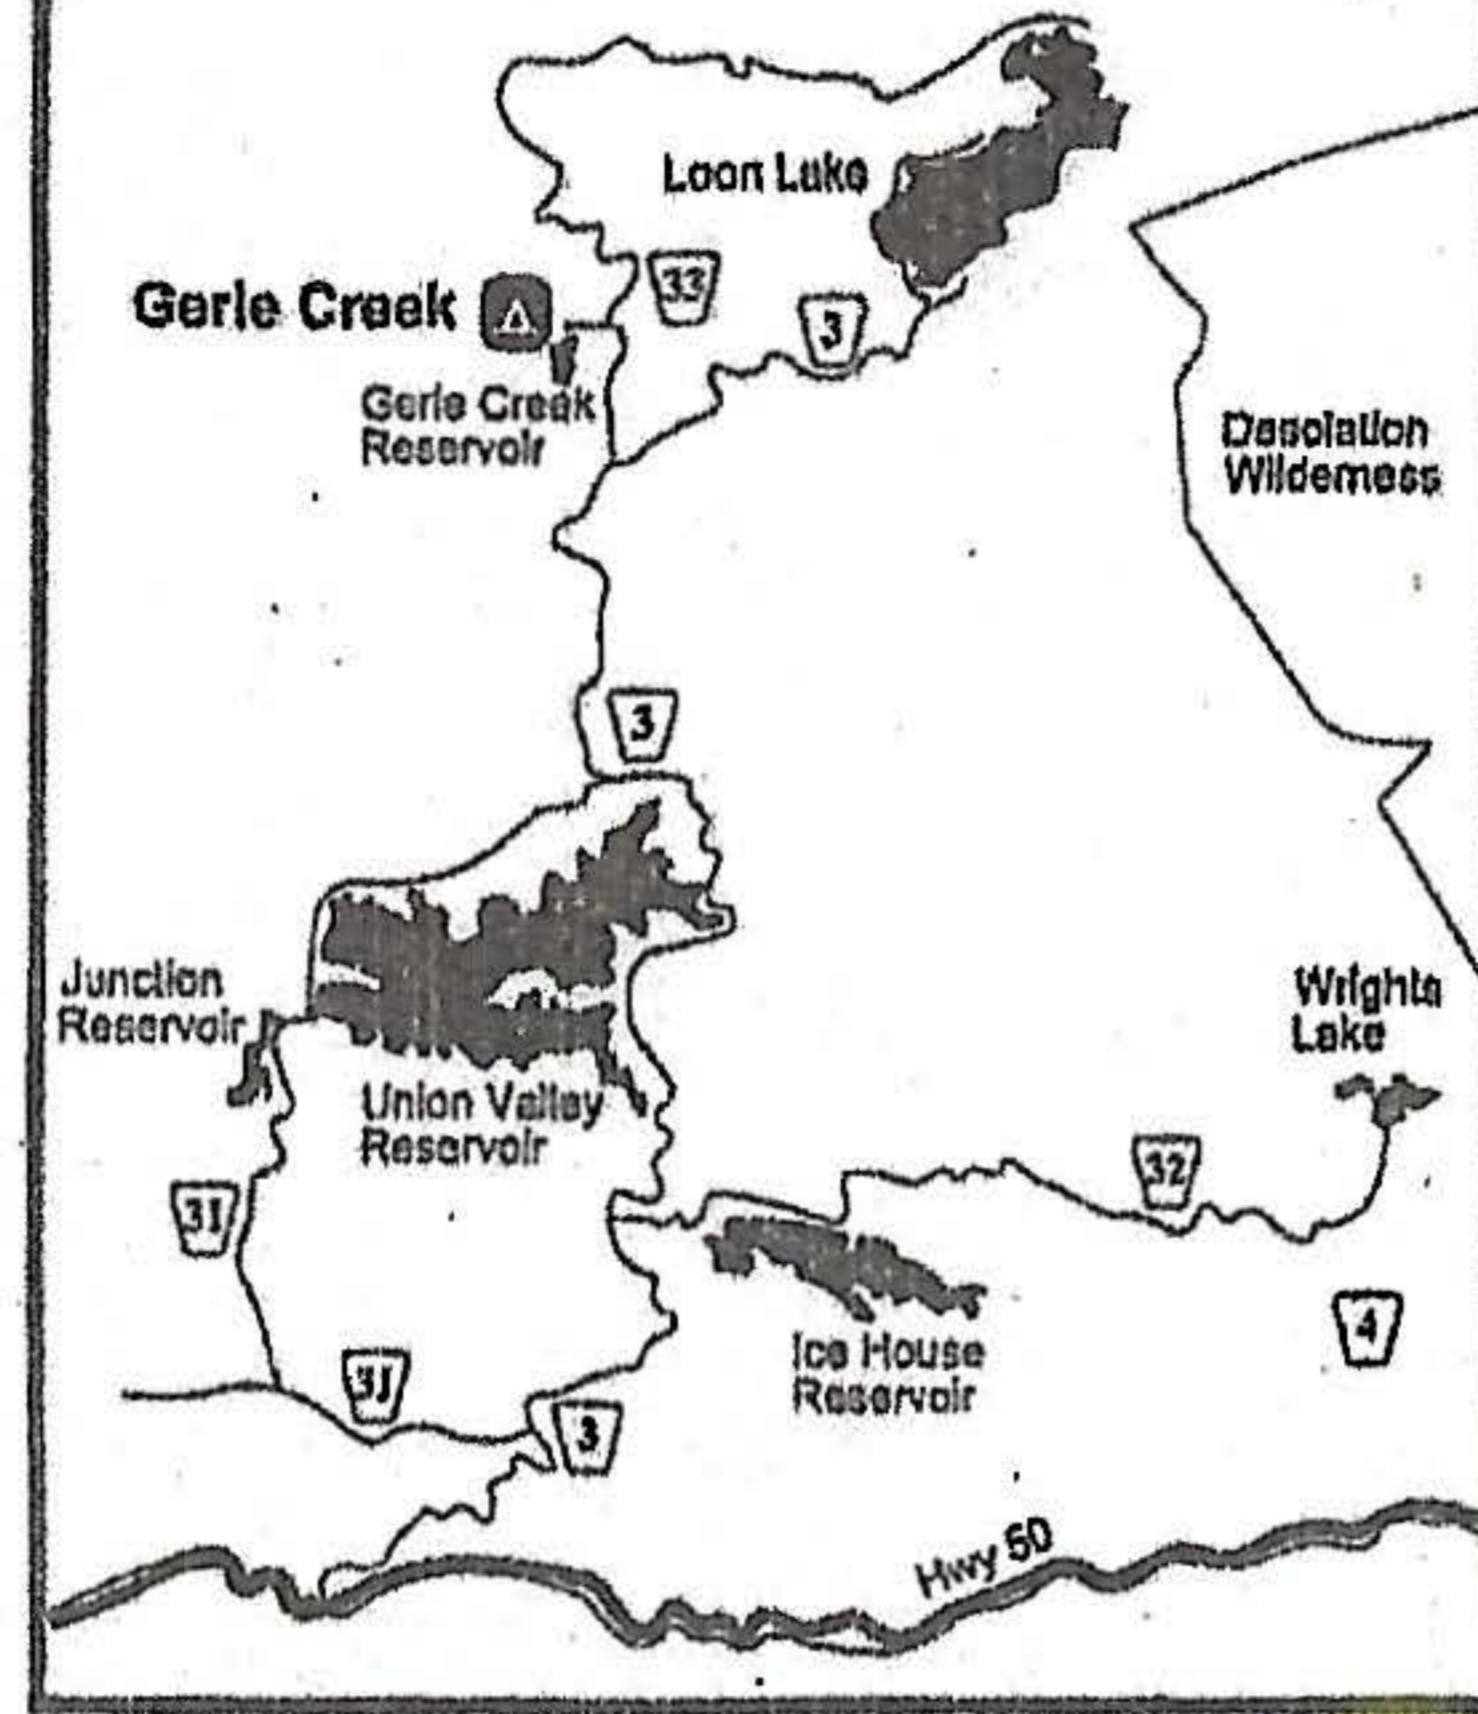 Loon Lake
33
Gerle Creek
3
Gerle Creek
Reservoir
Desolation
Wilderness
3
Junction
Reservoir
Wrights
Lake
Union Valley
Reservoir
32
31
4
Ice House
Reservoir
31
3
Hwy 50